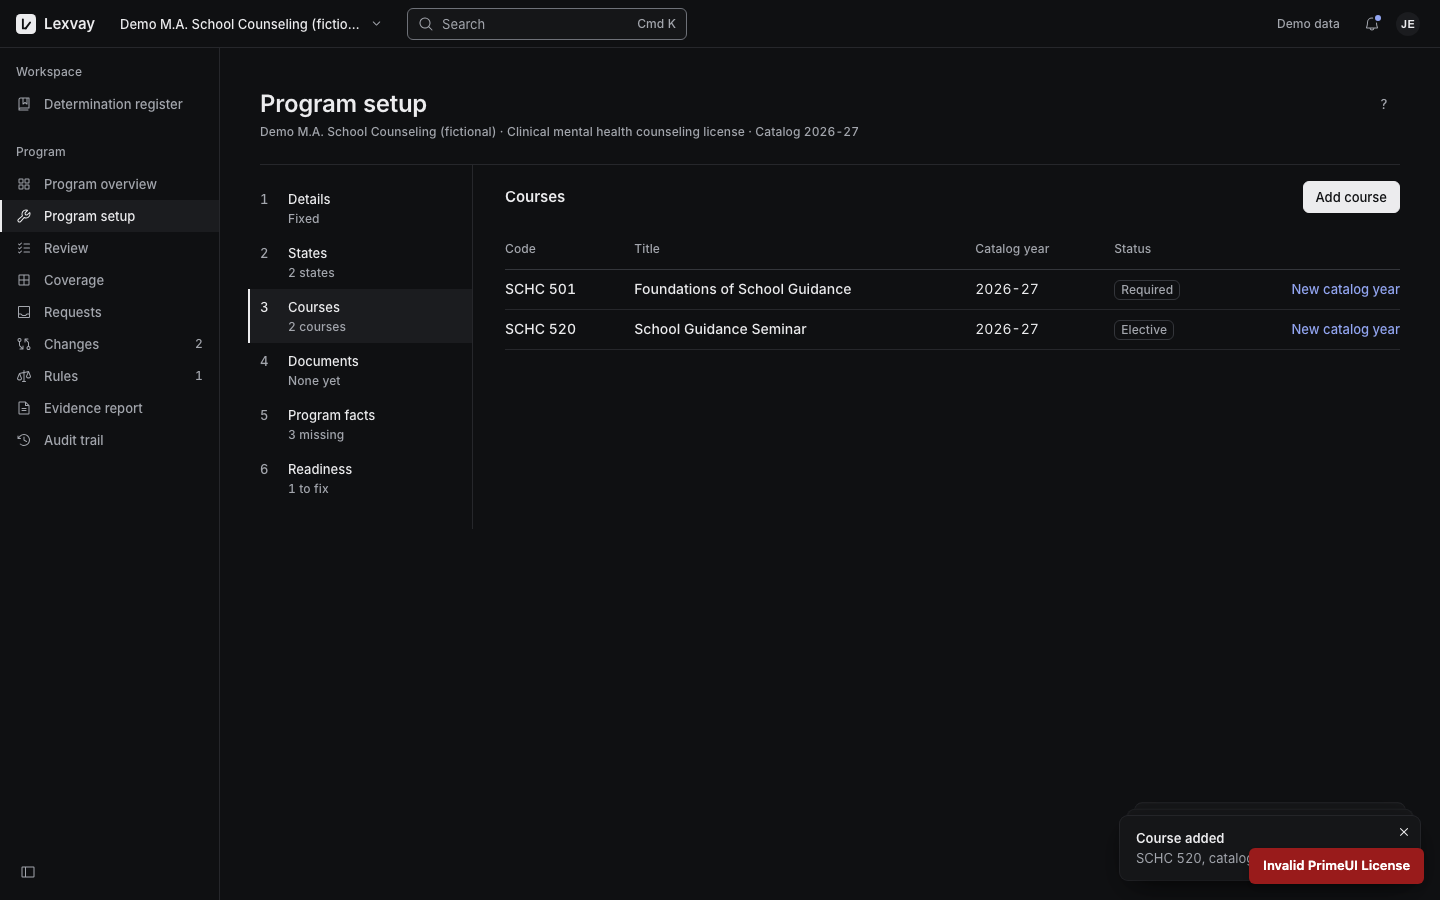 Lexvay
Demo M.A. School Counseling (fictio...
Search
Cmd K
Demo data
JE
Workspace
Determination register
Program
Program overview
Program setup
Review
Coverage
Requests
Changes 2
Rules 1
Evidence report
Audit trail
Program setup
?
Demo M.A. School Counseling (fictional) · Clinical mental health counseling license · Catalog 2026-27
1 Details
Fixed
2 States
2 states
3 Courses
2 courses
4 Documents
None yet
5 Program facts
3 missing
6 Readiness
1 to fix
Courses
Add course
Code Title Catalog year Status
SCHC 501 Foundations of School Guidance 2026-27 Required New catalog year
SCHC 520 School Guidance Seminar 2026-27 Elective New catalog year
Course added
SCHC 520, catalog
Invalid PrimeUI License